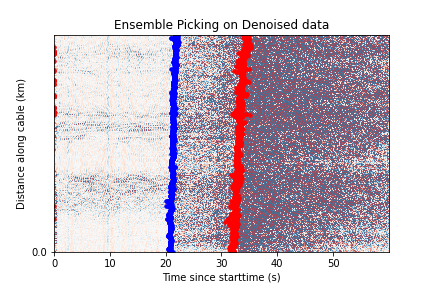 Ensemble Picking on Denoised data
Distance along cable (km)
0.0
0 10 20 30 40 50
Time since starttime (s)